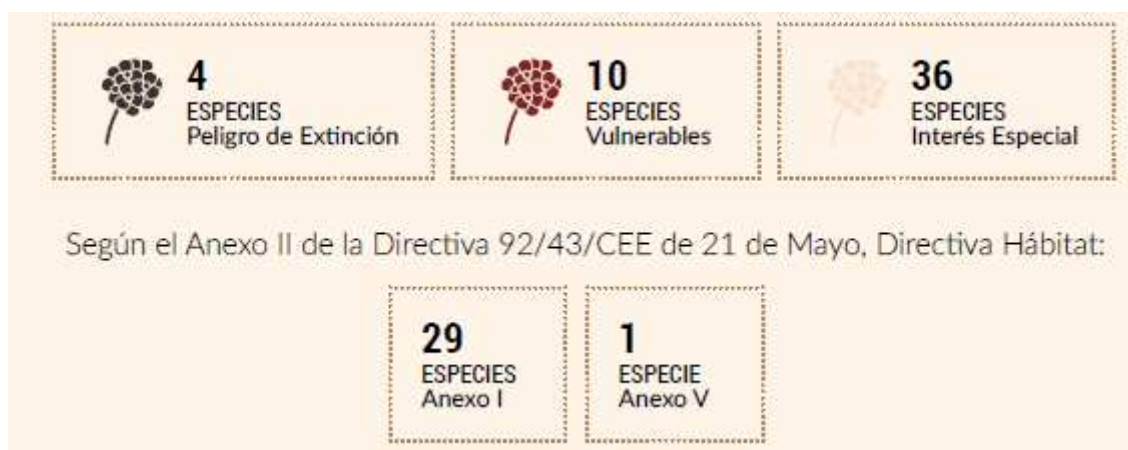 4
ESPECIES
Peligro de Extinción
10
ESPECIES
Vulnerables
36
ESPECIES
Interés Especial
Según el Anexo II de la Directiva 92/43/CEE de 21 de Mayo, Directiva Hábitat:
29
ESPECIES
Anexo I
1
ESPECIE
Anexo V